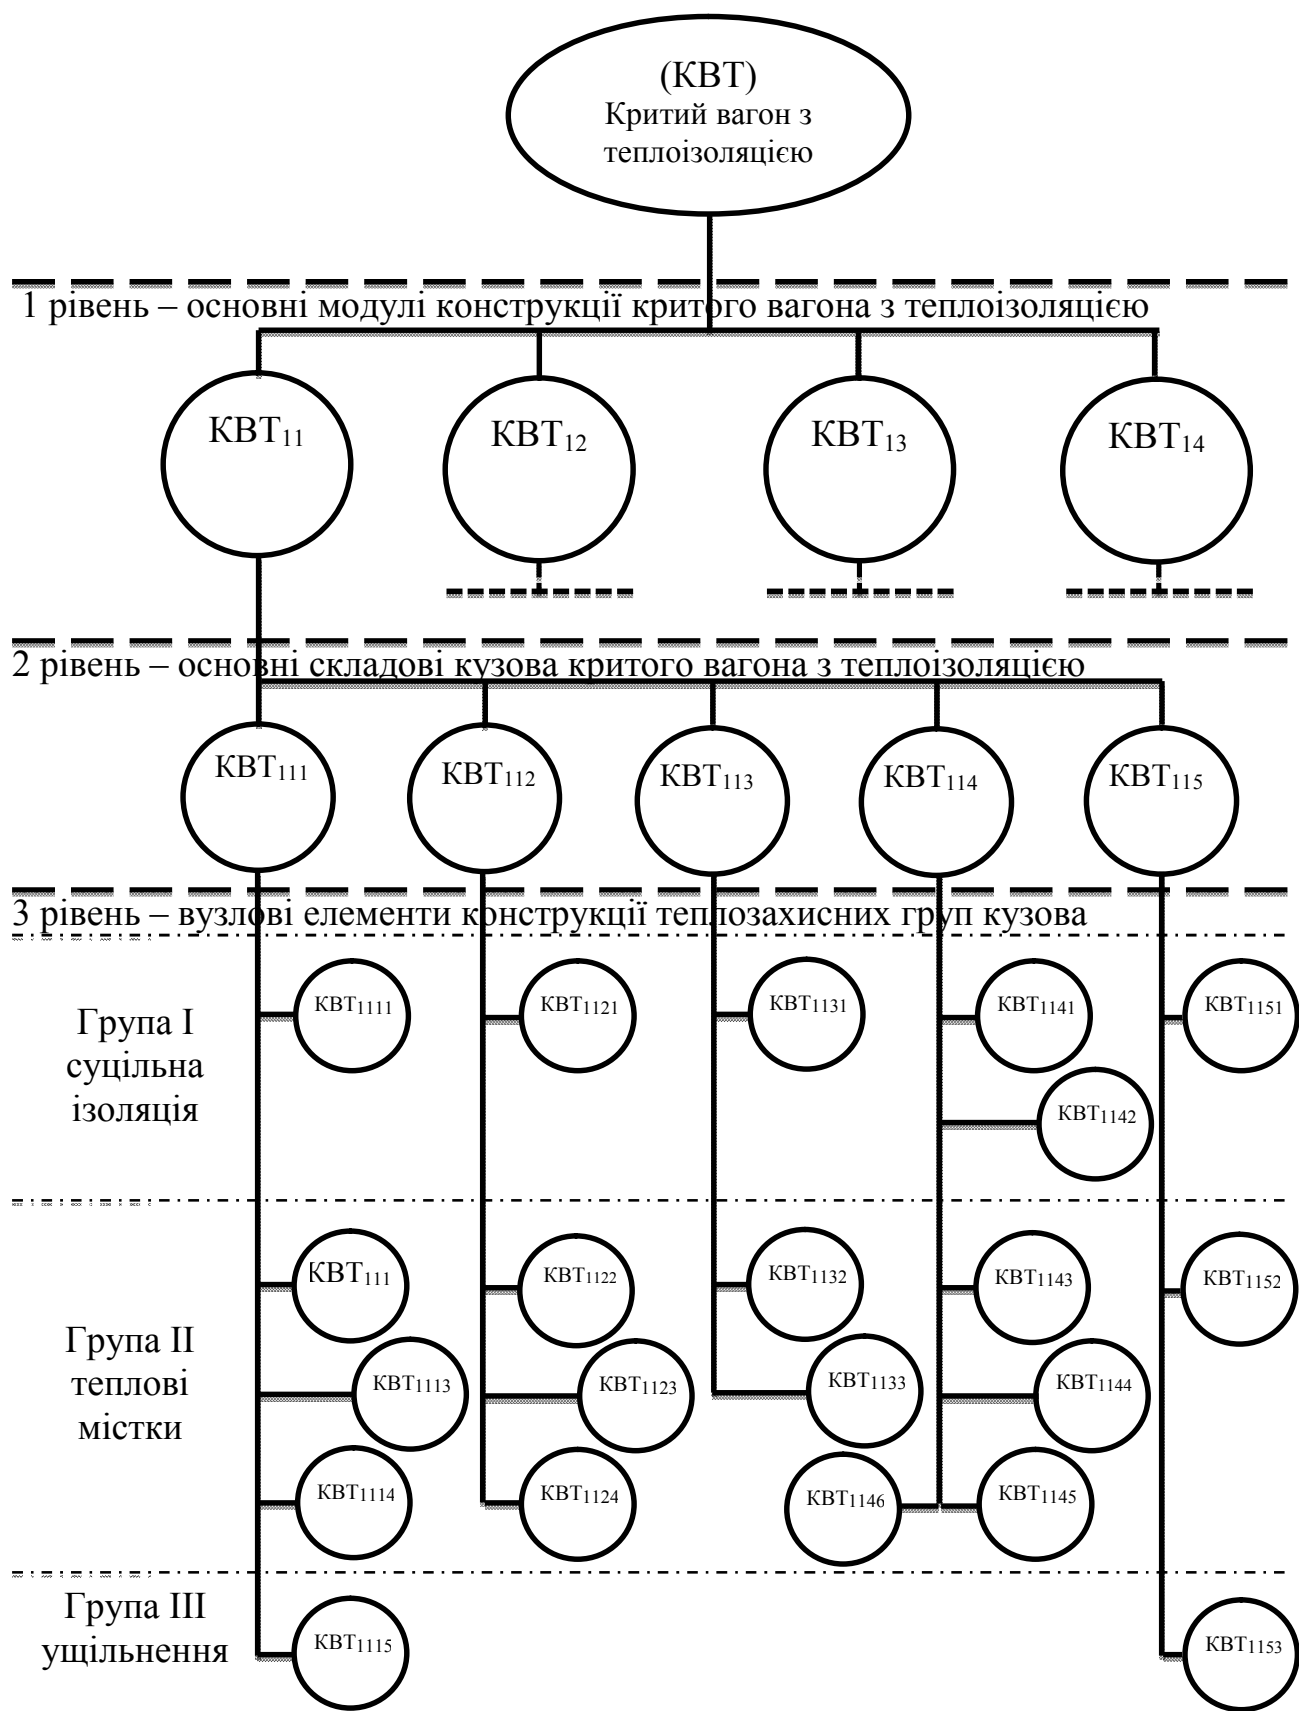 (КВТ)
Критий вагон з
теплоізоляцією
1 рівень – основні модулі конструкції критого вагона з теплоізоляцією
КВТ11
КВТ12
КВТ13
КВТ14
2 рівень – основні складові кузова критого вагона з теплоізоляцією
КВТ111
КВТ112
КВТ113
КВТ114
КВТ115
3 рівень – вузлові елементи конструкції теплозахисних груп кузова
Група I
суцільна
ізоляція
КВТ1111
КВТ1121
КВТ1131
КВТ1141
КВТ1151
КВТ1142
Група II
теплові
містки
КВТ111
КВТ1122
КВТ1132
КВТ1143
КВТ1152
КВТ1113
КВТ1123
КВТ1133
КВТ1144
КВТ1114
КВТ1124
КВТ1146
КВТ1145
Група III
ущільнення
КВТ1115
КВТ1153